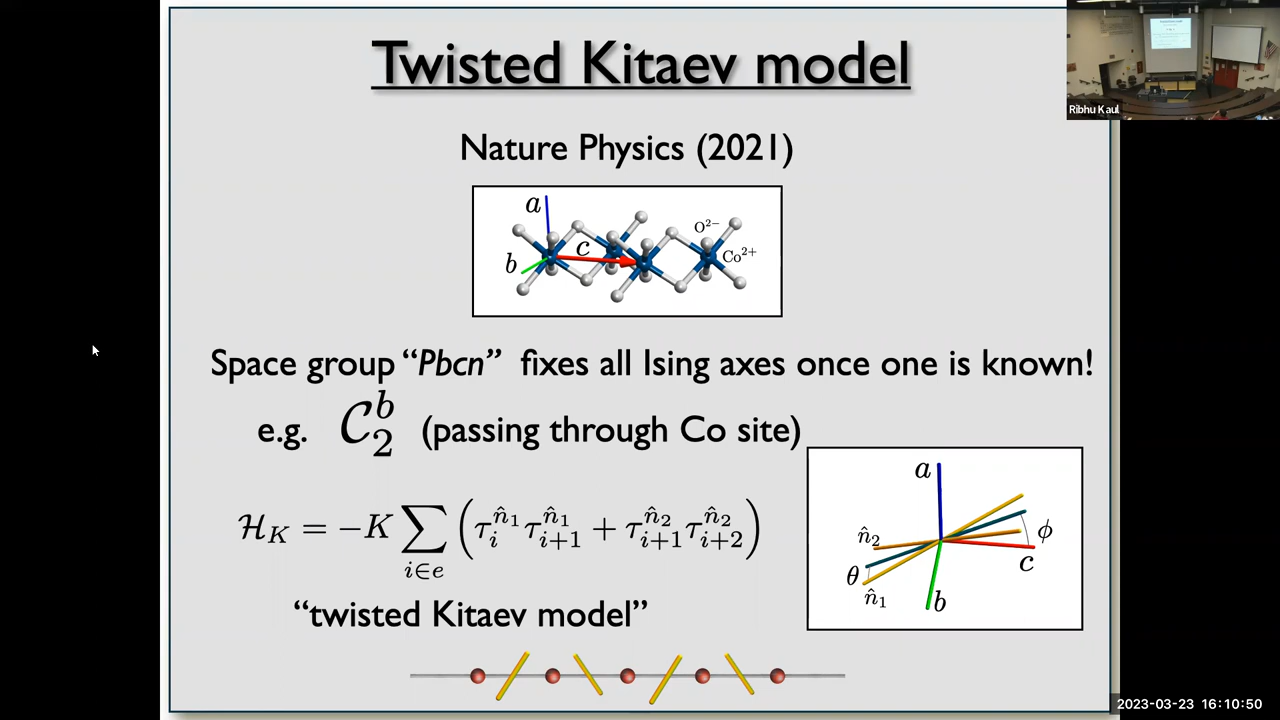 Twisted Kitaev model
Ribhu Kaul
Nature Physics (2021)
a
b
c
O²⁻
Co²⁺
Space group “Pbcn” fixes all Ising axes once one is known!
e.g. 𝒞₂ᵇ (passing through Co site)
ℋ_K = −K ∑_{i∈e} (τ_i^{n̂₁} τ_{i+1}^{n̂₁} + τ_{i+1}^{n̂₂} τ_{i+2}^{n̂₂})
a
n̂₂
ϕ
θ
c
n̂₁
b
“twisted Kitaev model”
2023-03-23 16:10:50